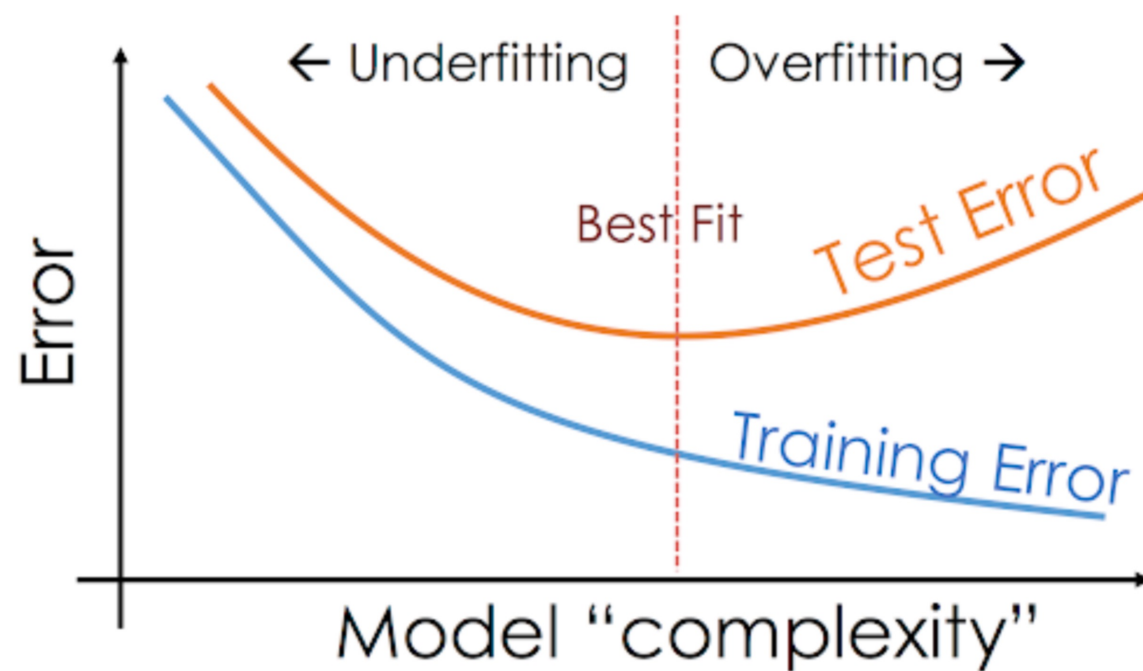 ← Underfitting
Overfitting →
Best Fit
Test Error
Error
Training Error
Model “complexity”